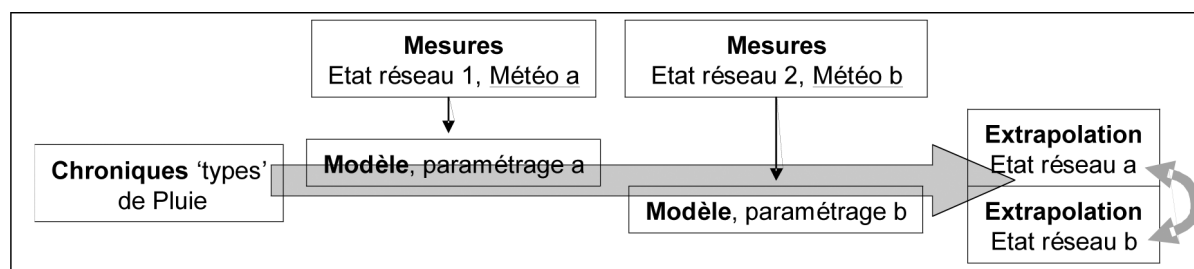 Mesures
Etat réseau 1, Météo a
Mesures
Etat réseau 2, Météo b
Chroniques ‘types’
de Pluie
Modèle, paramétrage a
Modèle, paramétrage b
Extrapolation
Etat réseau a
Extrapolation
Etat réseau b